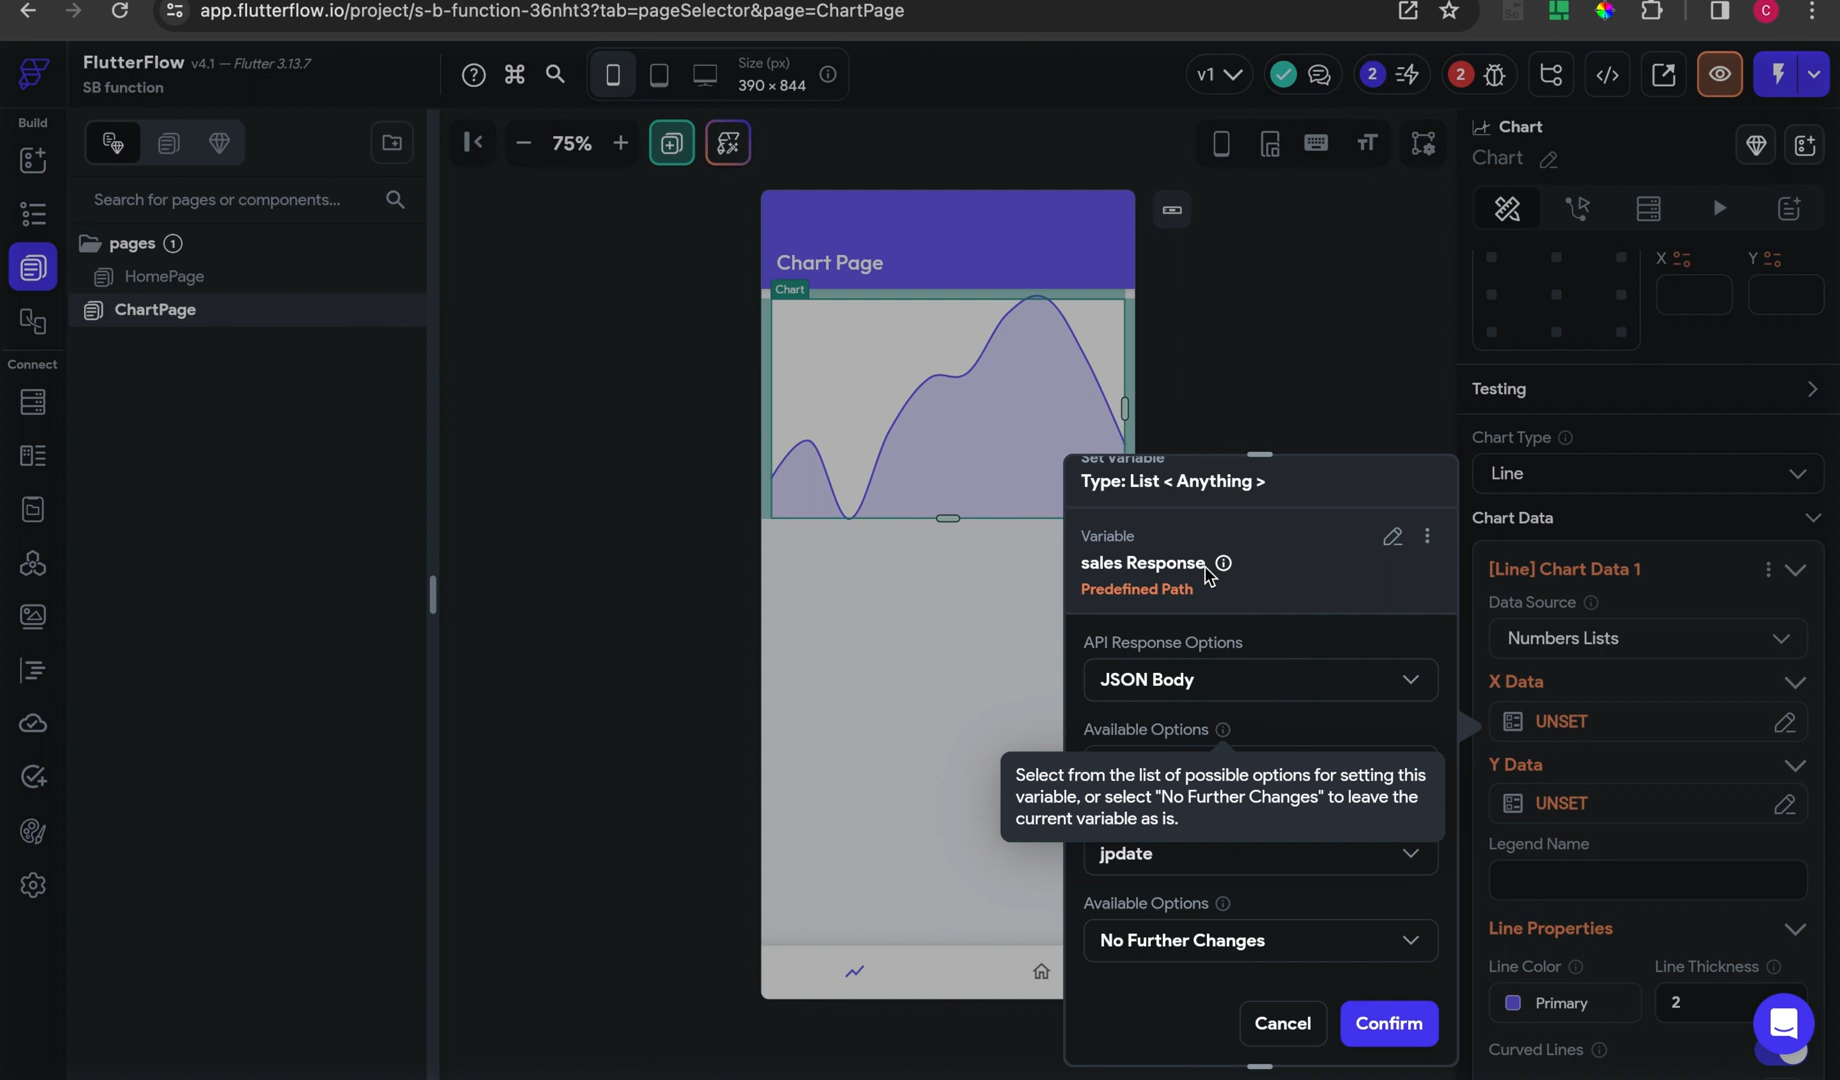 app.flutterflow.io/project/s-b-function-36nht3?tab=pageSelector&page=ChartPage
C
FlutterFlow v4.1 — Flutter 3.13.7
SB function
Size (px)
390 × 844
v1
2
2
Build
Connect
75%
Search for pages or components...
pages 1
HomePage
ChartPage
Chart Page
Chart
Set Variable
Type: List < Anything >
Variable
sales Response
Predefined Path
API Response Options
JSON Body
Available Options
Select from the list of possible options for setting this
variable, or select "No Further Changes" to leave the
current variable as is.
jpdate
Available Options
No Further Changes
Cancel
Confirm
Chart
Chart
X
Y
Testing
Chart Type
Line
Chart Data
[Line] Chart Data 1
Data Source
Numbers Lists
X Data
UNSET
Y Data
UNSET
Legend Name
Line Properties
Line Color
Line Thickness
Primary
2
Curved Lines